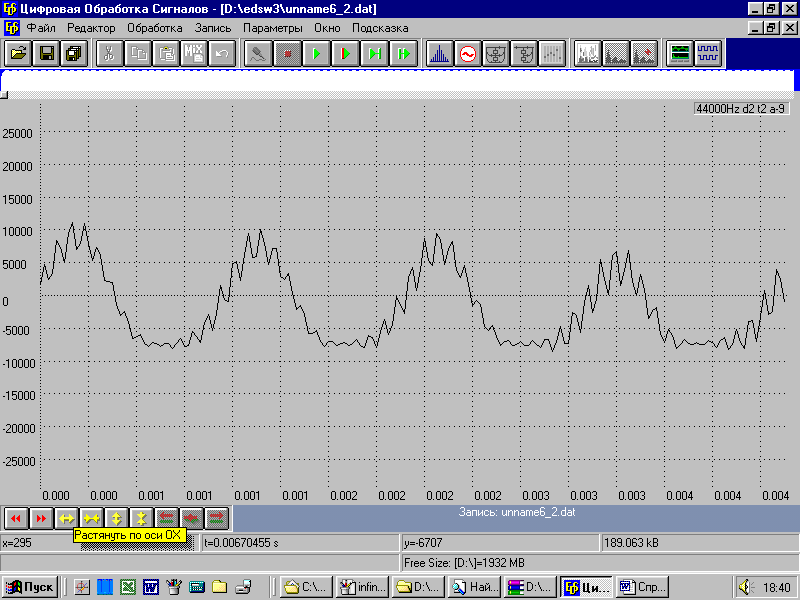 Цифровая Обработка Сигналов - [D:\edsw3\unname6_2.dat]
Файл Редактор Обработка Запись Параметры Окно Подсказка
MiX
44000Hz d2 t2 a-9
25000
20000
15000
10000
5000
0
-5000
-10000
-15000
-20000
-25000
0.000 0.000 0.001 0.001 0.001 0.001 0.002 0.002 0.002 0.002 0.003 0.003 0.003 0.004 0.004 0.004
Запись: unname6_2.dat
Растянуть по оси OX
x=295 t=0.00670455 s y=-6707 189.063 kB
Free Size: [D:\]=1932 MB
Пуск C:\... infin... D:\... Най... D:\... Ци... Спр... 18:40